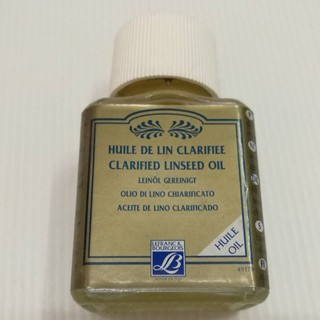 HUILE DE LIN CLARIFIEE
CLARIFIED LINSEED OIL
LEINÖL GEREINIGT
OLIO DI LINO CHIARIFICATO
ACEITE DE LINO CLARIFICADO
LEFRANC &
BOURGEOIS
LB
HUILE
OIL